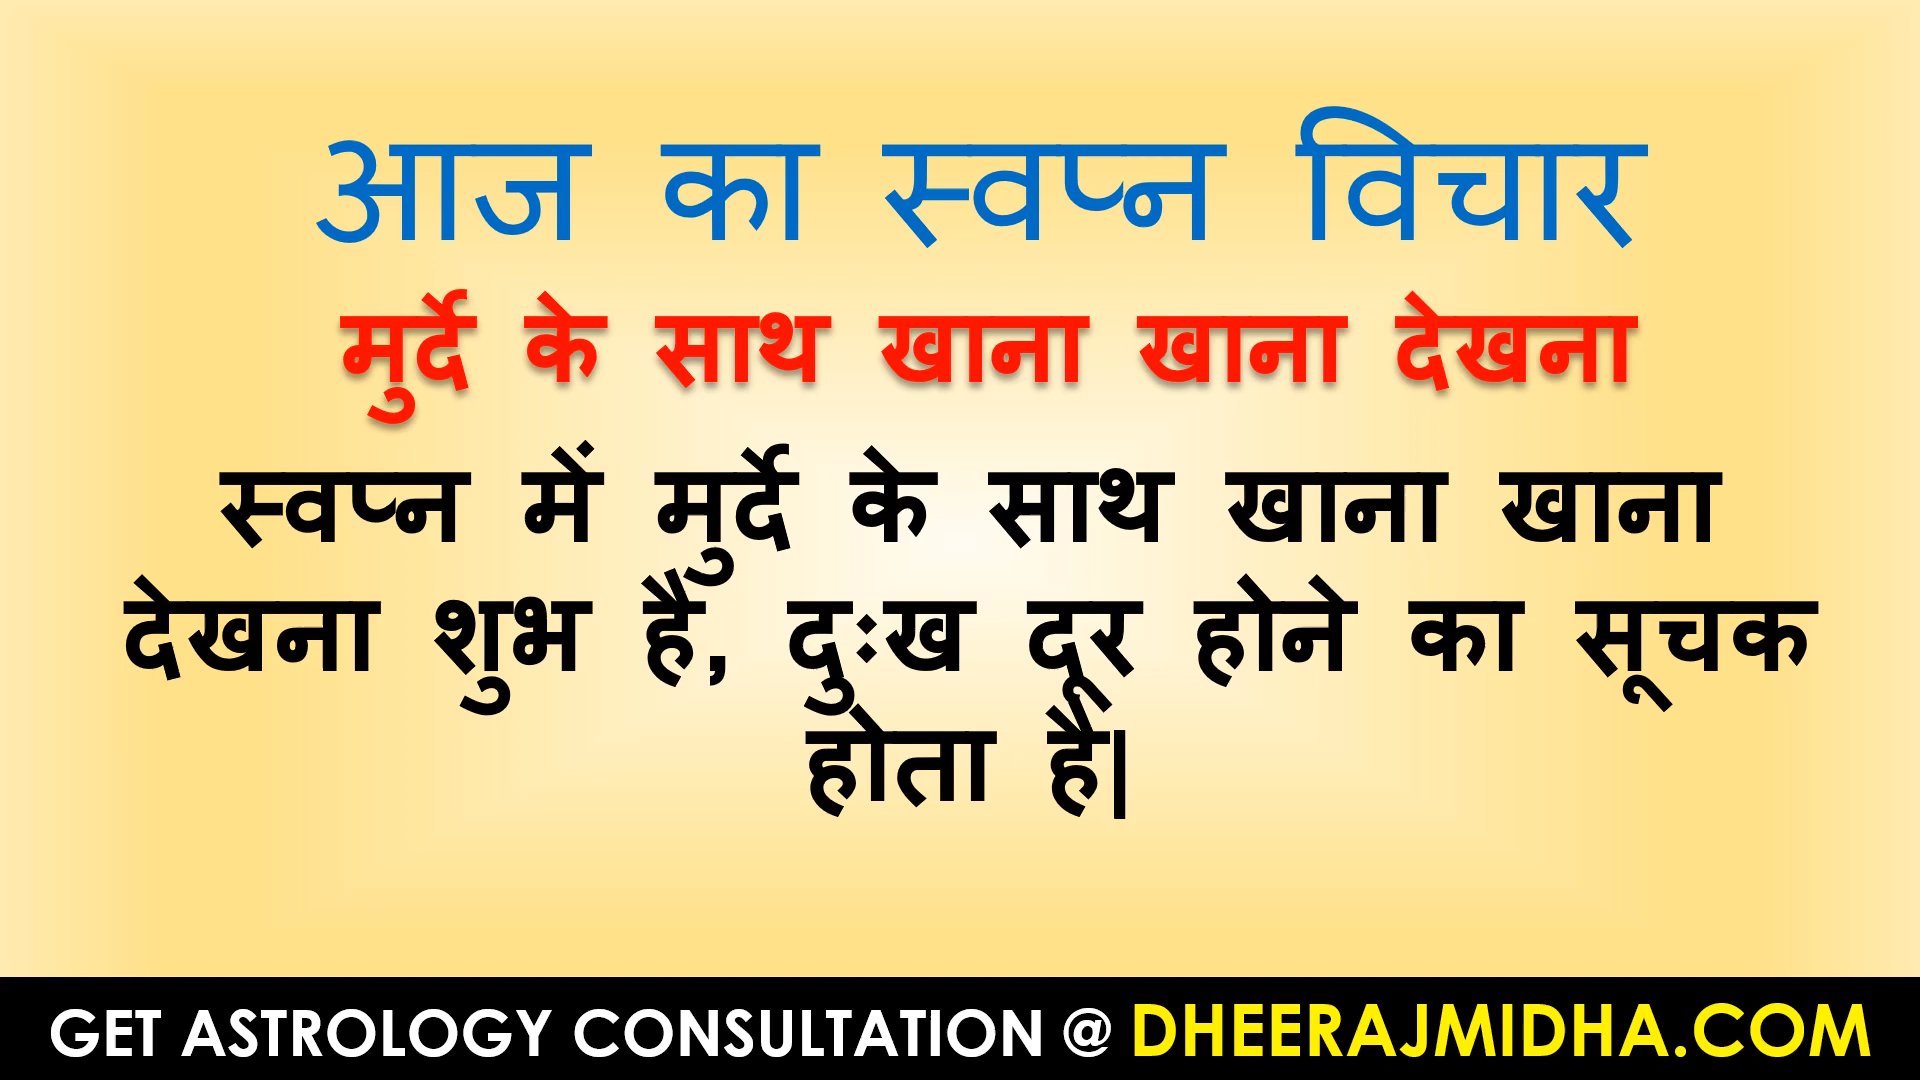 आज का स्वप्न विचार
मुर्दे के साथ खाना खाना देखना
स्वप्न में मुर्दे के साथ खाना खाना
देखना शुभ है, दुःख दूर होने का सूचक
होता है|
GET ASTROLOGY CONSULTATION @ DHEERAJMIDHA.COM